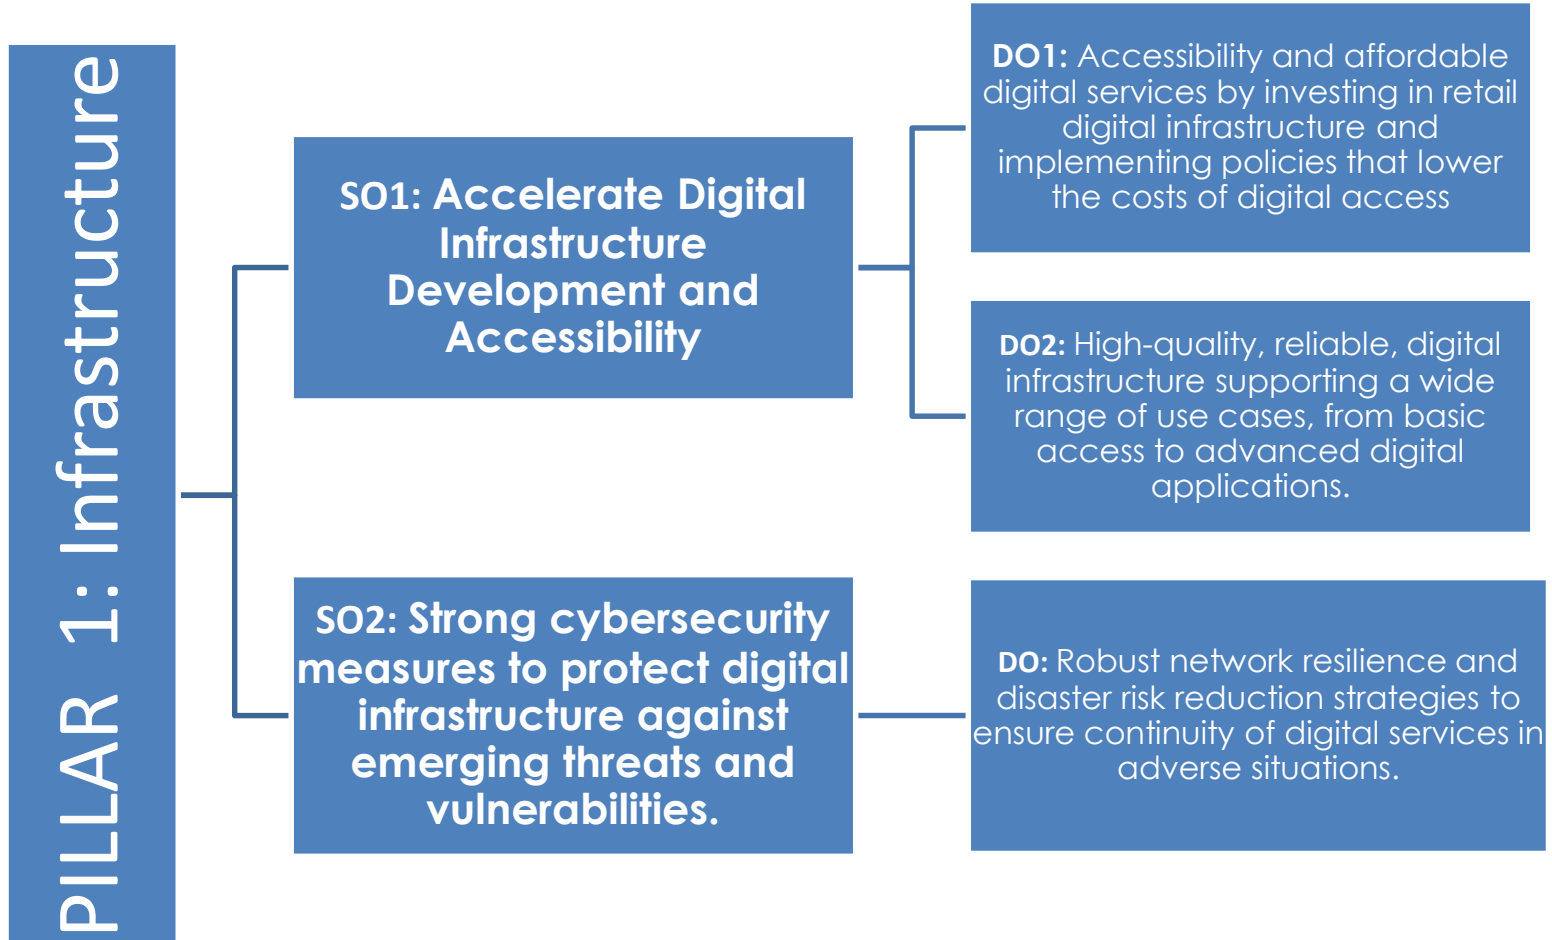 PILLAR 1: Infrastructure
SO1: Accelerate Digital
Infrastructure
Development and
Accessibility
DO1: Accessibility and affordable
digital services by investing in retail
digital infrastructure and
implementing policies that lower
the costs of digital access
DO2: High-quality, reliable, digital
infrastructure supporting a wide
range of use cases, from basic
access to advanced digital
applications.
SO2: Strong cybersecurity
measures to protect digital
infrastructure against
emerging threats and
vulnerabilities.
DO: Robust network resilience and
disaster risk reduction strategies to
ensure continuity of digital services in
adverse situations.